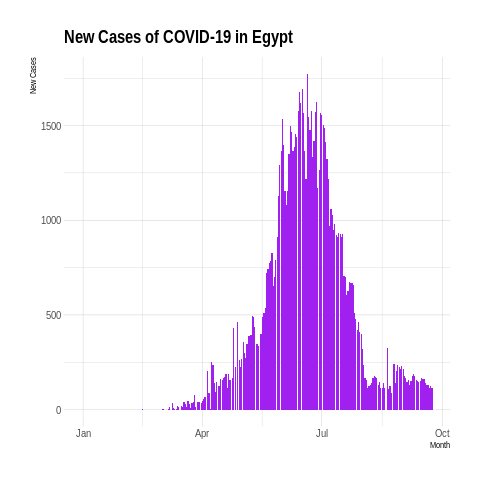 New Cases of COVID-19 in Egypt
New Cases
1500
1000
500
0
Jan Apr Jul Oct
Month